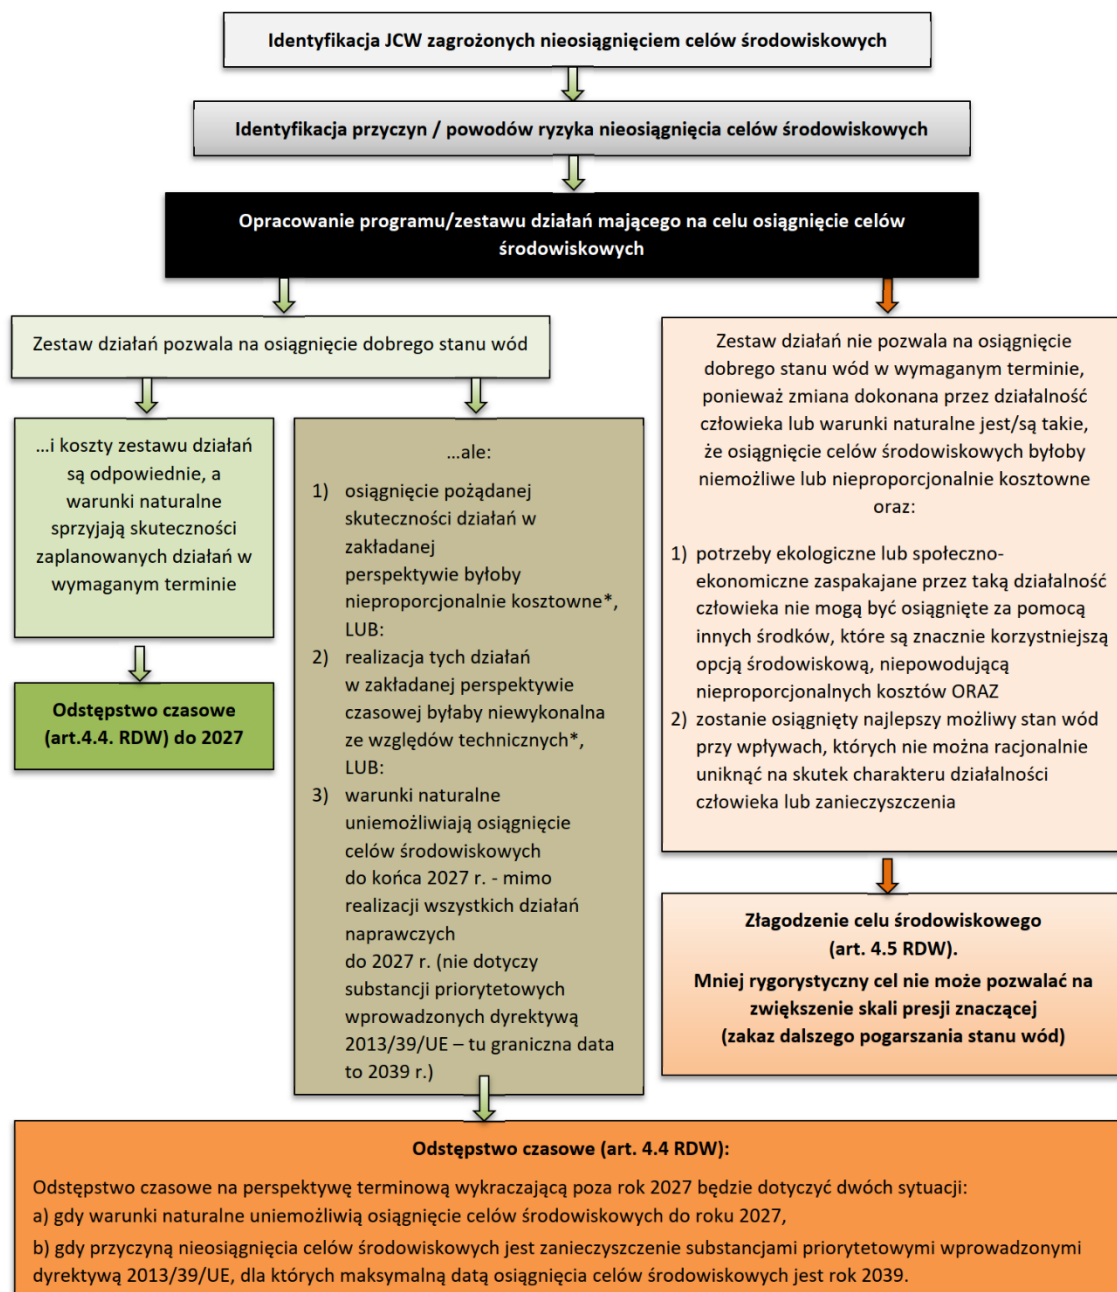 Identyfikacja JCW zagrożonych nieosiągnięciem celów środowiskowych
Identyfikacja przyczyn / powodów ryzyka nieosiągnięcia celów środowiskowych
Opracowanie programu/zestawu działań mającego na celu osiągnięcie celów
środowiskowych
Zestaw działań pozwala na osiągnięcie dobrego stanu wód
…i koszty zestawu działań
są odpowiednie, a
warunki naturalne
sprzyjają skuteczności
zaplanowanych działań w
wymaganym terminie
Odstępstwo czasowe
(art.4.4. RDW) do 2027
…ale:
1) osiągnięcie pożądanej
skuteczności działań w
zakładanej
perspektywie byłoby
nieproporcjonalnie kosztowne*,
LUB:
2) realizacja tych działań
w zakładanej perspektywie
czasowej byłaby niewykonalna
ze względów technicznych*,
LUB:
3) warunki naturalne
uniemożliwiają osiągnięcie
celów środowiskowych
do końca 2027 r. - mimo
realizacji wszystkich działań
naprawczych
do 2027 r. (nie dotyczy
substancji priorytetowych
wprowadzonych dyrektywą
2013/39/UE – tu graniczna data
to 2039 r.)
Zestaw działań nie pozwala na osiągnięcie
dobrego stanu wód w wymaganym terminie,
ponieważ zmiana dokonana przez działalność
człowieka lub warunki naturalne jest/są takie,
że osiągnięcie celów środowiskowych byłoby
niemożliwe lub nieproporcjonalnie kosztowne
oraz:
1) potrzeby ekologiczne lub społeczno-
ekonomiczne zaspakajane przez taką działalność
człowieka nie mogą być osiągnięte za pomocą
innych środków, które są znacznie korzystniejszą
opcją środowiskową, niepowodującą
nieproporcjonalnych kosztów ORAZ
2) zostanie osiągnięty najlepszy możliwy stan wód
przy wpływach, których nie można racjonalnie
uniknąć na skutek charakteru działalności
człowieka lub zanieczyszczenia
Złagodzenie celu środowiskowego
(art. 4.5 RDW).
Mniej rygorystyczny cel nie może pozwalać na
zwiększenie skali presji znaczącej
(zakaz dalszego pogarszania stanu wód)
Odstępstwo czasowe (art. 4.4 RDW):
Odstępstwo czasowe na perspektywę terminową wykraczającą poza rok 2027 będzie dotyczyć dwóch sytuacji:
a) gdy warunki naturalne uniemożliwią osiągnięcie celów środowiskowych do roku 2027,
b) gdy przyczyną nieosiągnięcia celów środowiskowych jest zanieczyszczenie substancjami priorytetowymi wprowadzonymi
dyrektywą 2013/39/UE, dla których maksymalną datą osiągnięcia celów środowiskowych jest rok 2039.